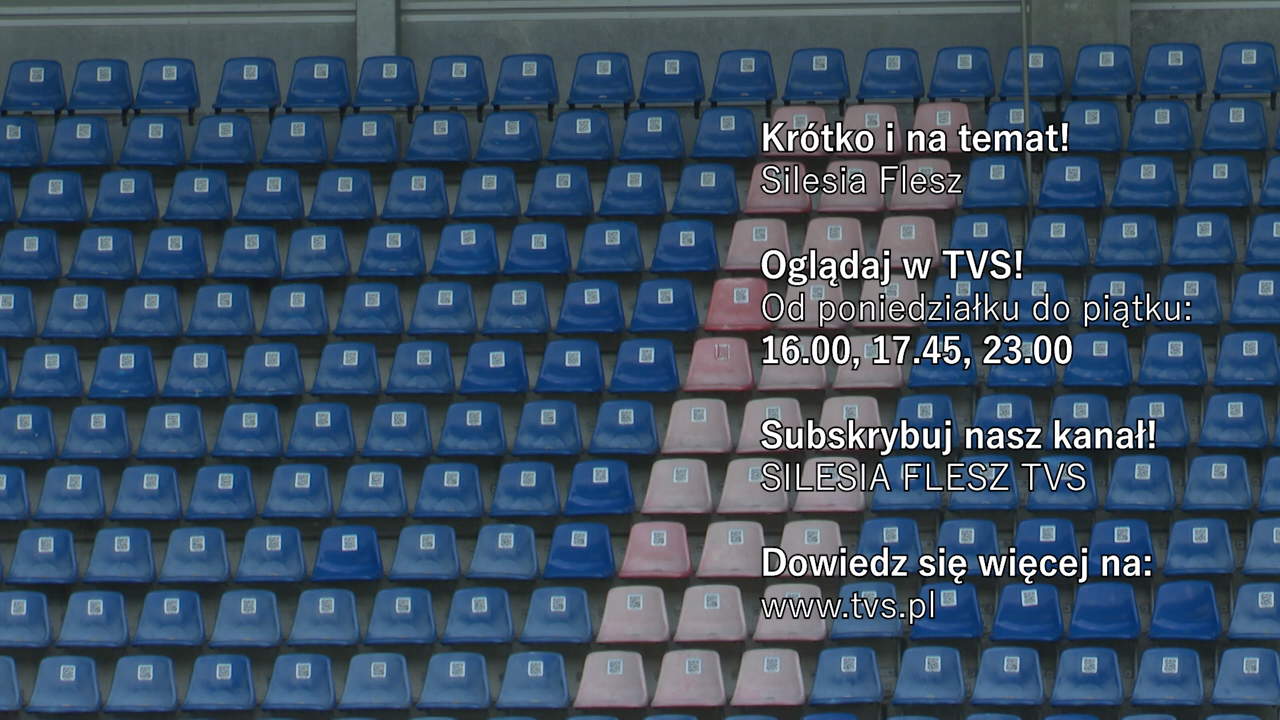 Krótko i na temat!
Silesia Flesz
Oglądaj w TVS!
Od poniedziałku do piątku:
16.00, 17.45, 23.00
Subskrybuj nasz kanał!
SILESIA FLESZ TVS
Dowiedz się więcej na:
www.tvs.pl